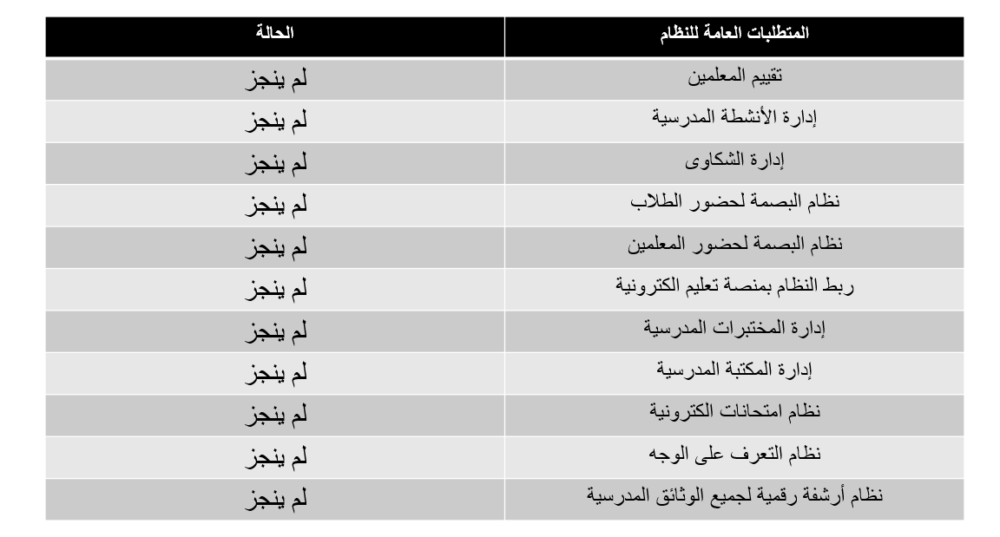 المتطلبات العامة للنظام الحالة
تقييم المعلمين لم ينجز
إدارة الأنشطة المدرسية لم ينجز
إدارة الشكاوى لم ينجز
نظام البصمة لحضور الطلاب لم ينجز
نظام البصمة لحضور المعلمين لم ينجز
ربط النظام بمنصة تعليم الكترونية لم ينجز
إدارة المختبرات المدرسية لم ينجز
إدارة المكتبة المدرسية لم ينجز
نظام امتحانات الكترونية لم ينجز
نظام التعرف على الوجه لم ينجز
نظام أرشفة رقمية لجميع الوثائق المدرسية لم ينجز